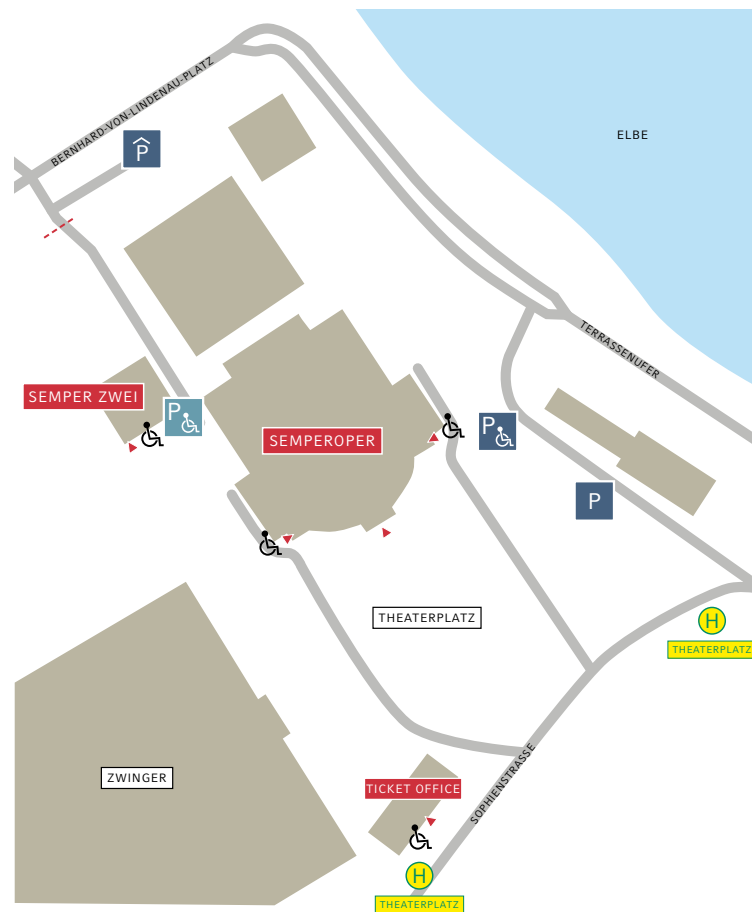 BERNHARD-VON-LINDENAU-PLATZ
P
ELBE
TERRASSENUFER
SEMPER ZWEI
P
SEMPEROPER
P
P
THEATERPLATZ
H
THEATERPLATZ
ZWINGER
TICKET OFFICE
SOPHIENSTRASSE
H
THEATERPLATZ